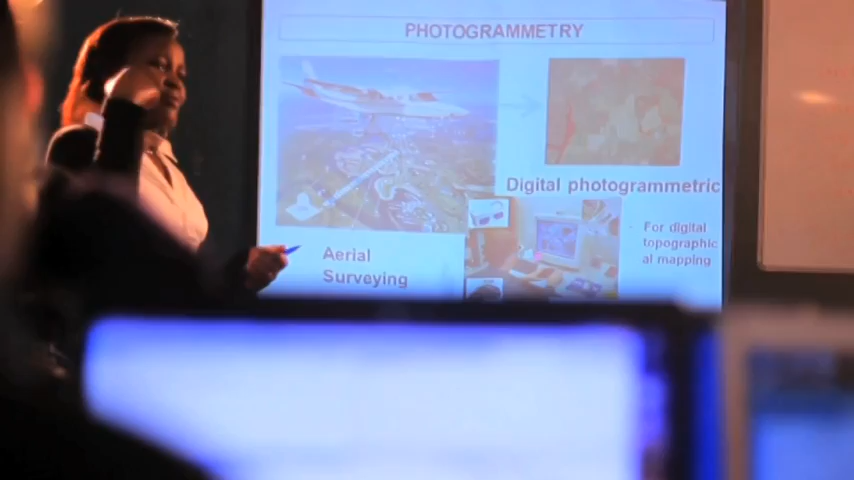 PHOTOGRAMMETRY
Digital photogrammetric
For digital
topographic
al mapping
Aerial
Surveying